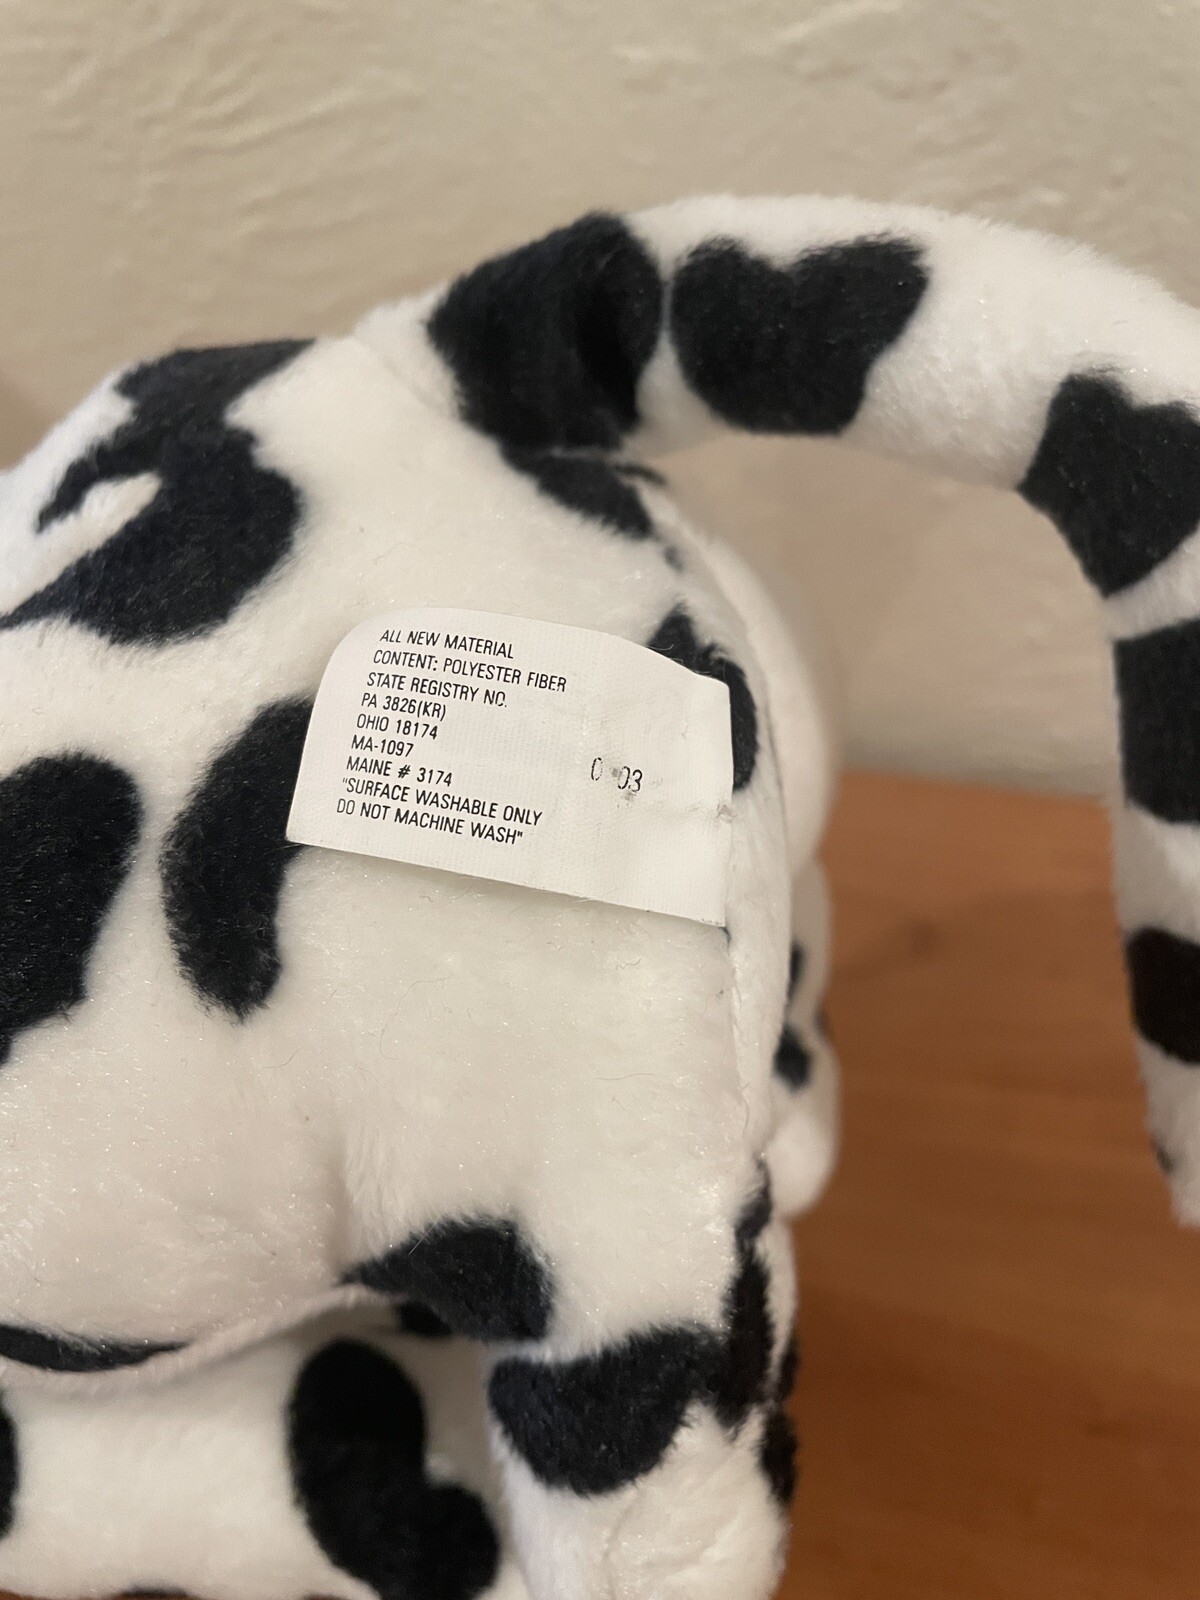 ALL NEW MATERIAL
CONTENT: POLYESTER FIBER
STATE REGISTRY NO.
PA 3826(KR)
OHIO 18174
MA-1097
MAINE # 3174
"SURFACE WASHABLE ONLY
DO NOT MACHINE WASH"